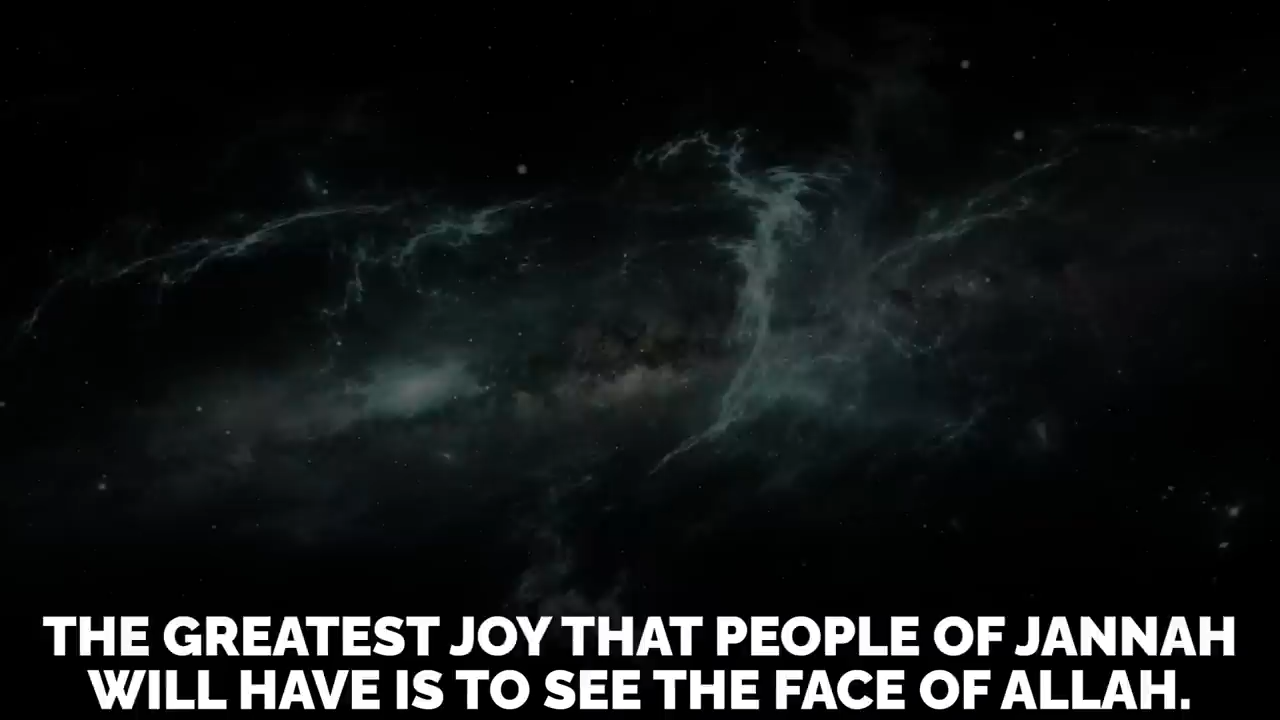 THE GREATEST JOY THAT PEOPLE OF JANNAH
WILL HAVE IS TO SEE THE FACE OF ALLAH.